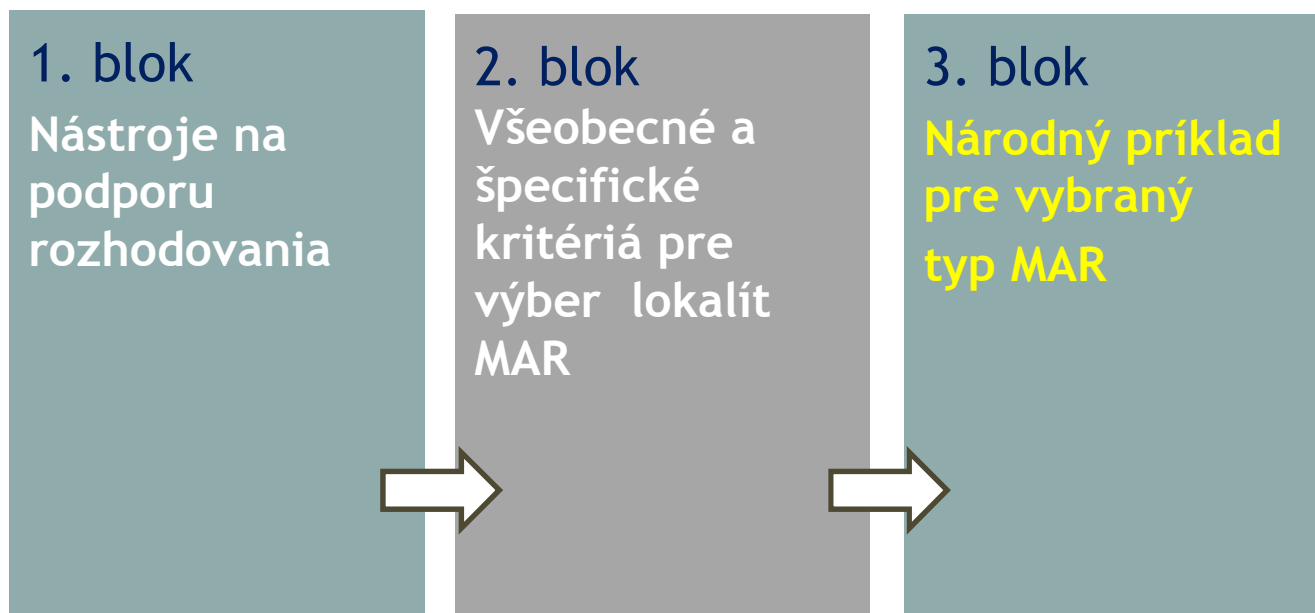 1. blok
Nástroje na
podporu
rozhodovania
2. blok
Všeobecné a
špecifické
kritériá pre
výber lokalít
MAR
3. blok
Národný príklad
pre vybraný
typ MAR